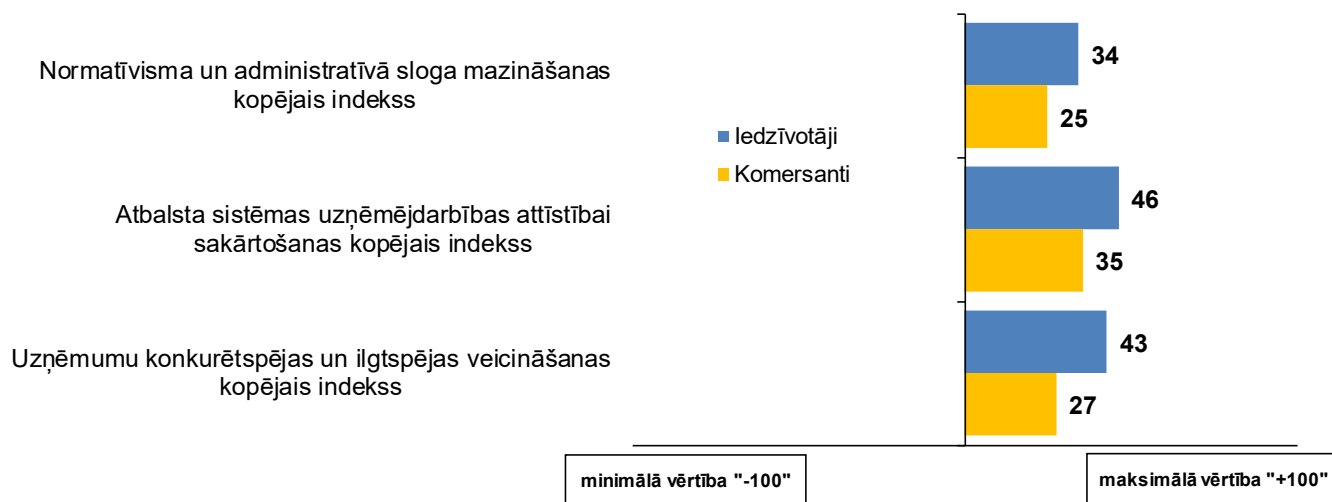 Normatīvisma un administratīvā sloga mazināšanas
kopējais indekss
34
25
Iedzīvotāji
Komersanti
Atbalsta sistēmas uzņēmējdarbības attīstībai
sakārtošanas kopējais indekss
46
35
Uzņēmumu konkurētspējas un ilgtspējas veicināšanas
kopējais indekss
43
27
minimālā vērtība "-100"
maksimālā vērtība "+100"